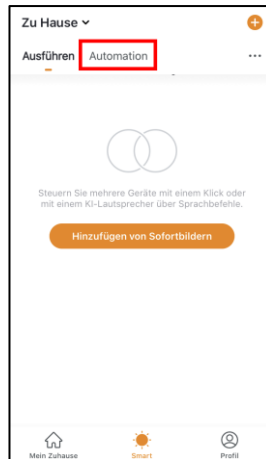 Zu Hause
Ausführen Automation
Steuern Sie mehrere Geräte mit einem Klick oder
mit einem KI-Lautsprecher über Sprachbefehle.
Hinzufügen von Sofortbildern
Mein Zuhause Smart Profil